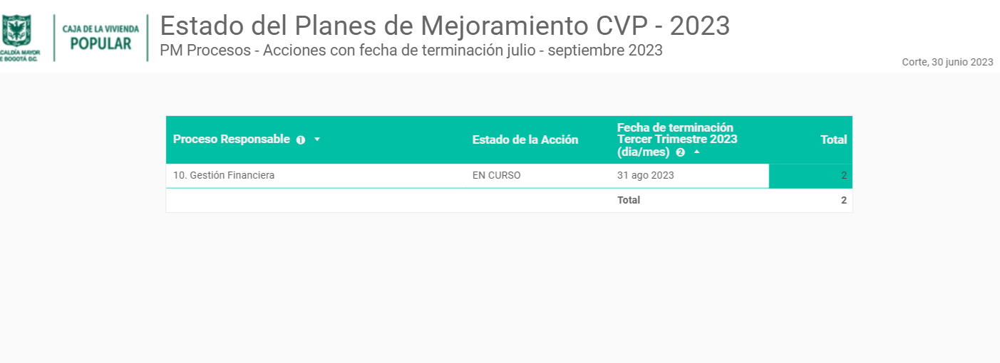 Estado del Planes de Mejoramiento CVP - 2023
CAJA DE LA VIVIENDA
POPULAR
PM Procesos - Acciones con fecha de terminación julio - septiembre 2023
CALDÍA MAYOR
E BOGOTÁ D.C.
Corte, 30 junio 2023
Proceso Responsable 1 Estado de la Acción Fecha de terminación
Tercer Trimestre 2023
(dia/mes) 2 Total
10. Gestión Financiera EN CURSO 31 ago 2023 2
Total 2